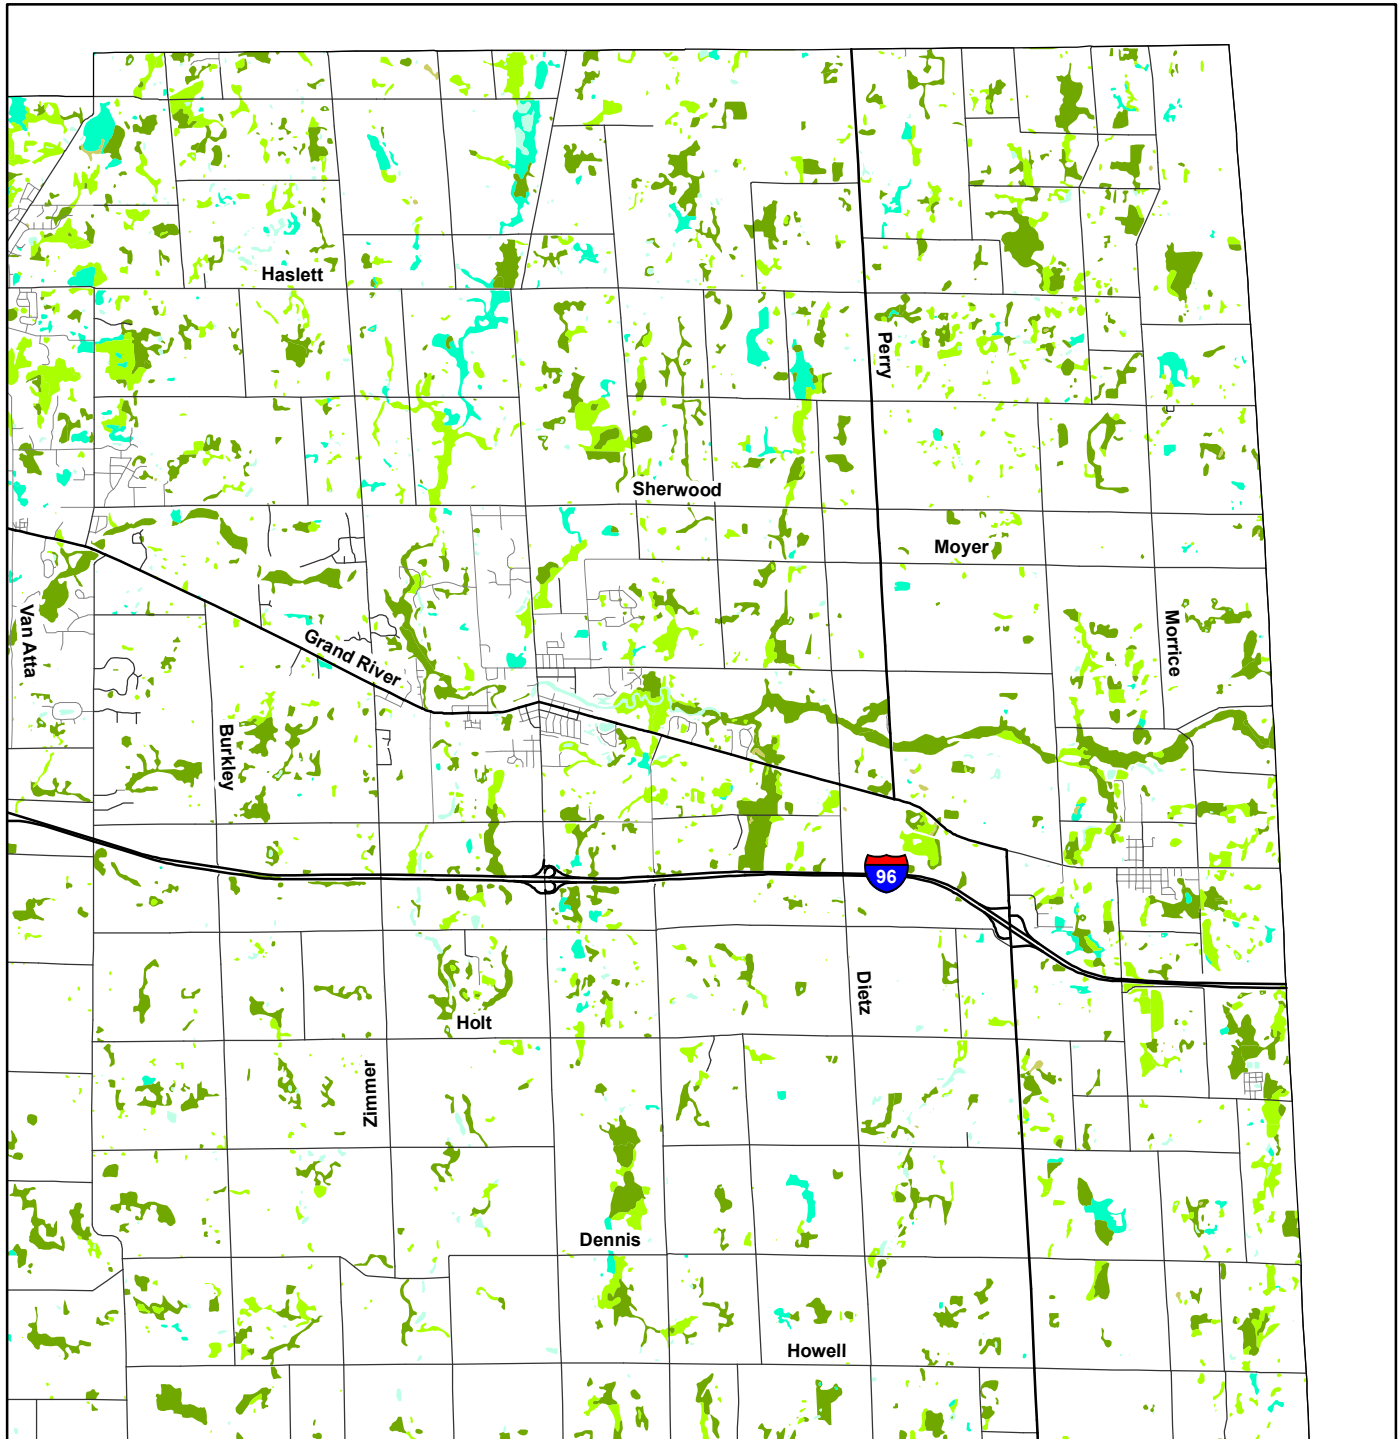 Haslett
Perry
Sherwood
Moyer
Van Atta
Grand River
Morrice
Burkley
96
Dietz
Holt
Zimmer
Dennis
Howell